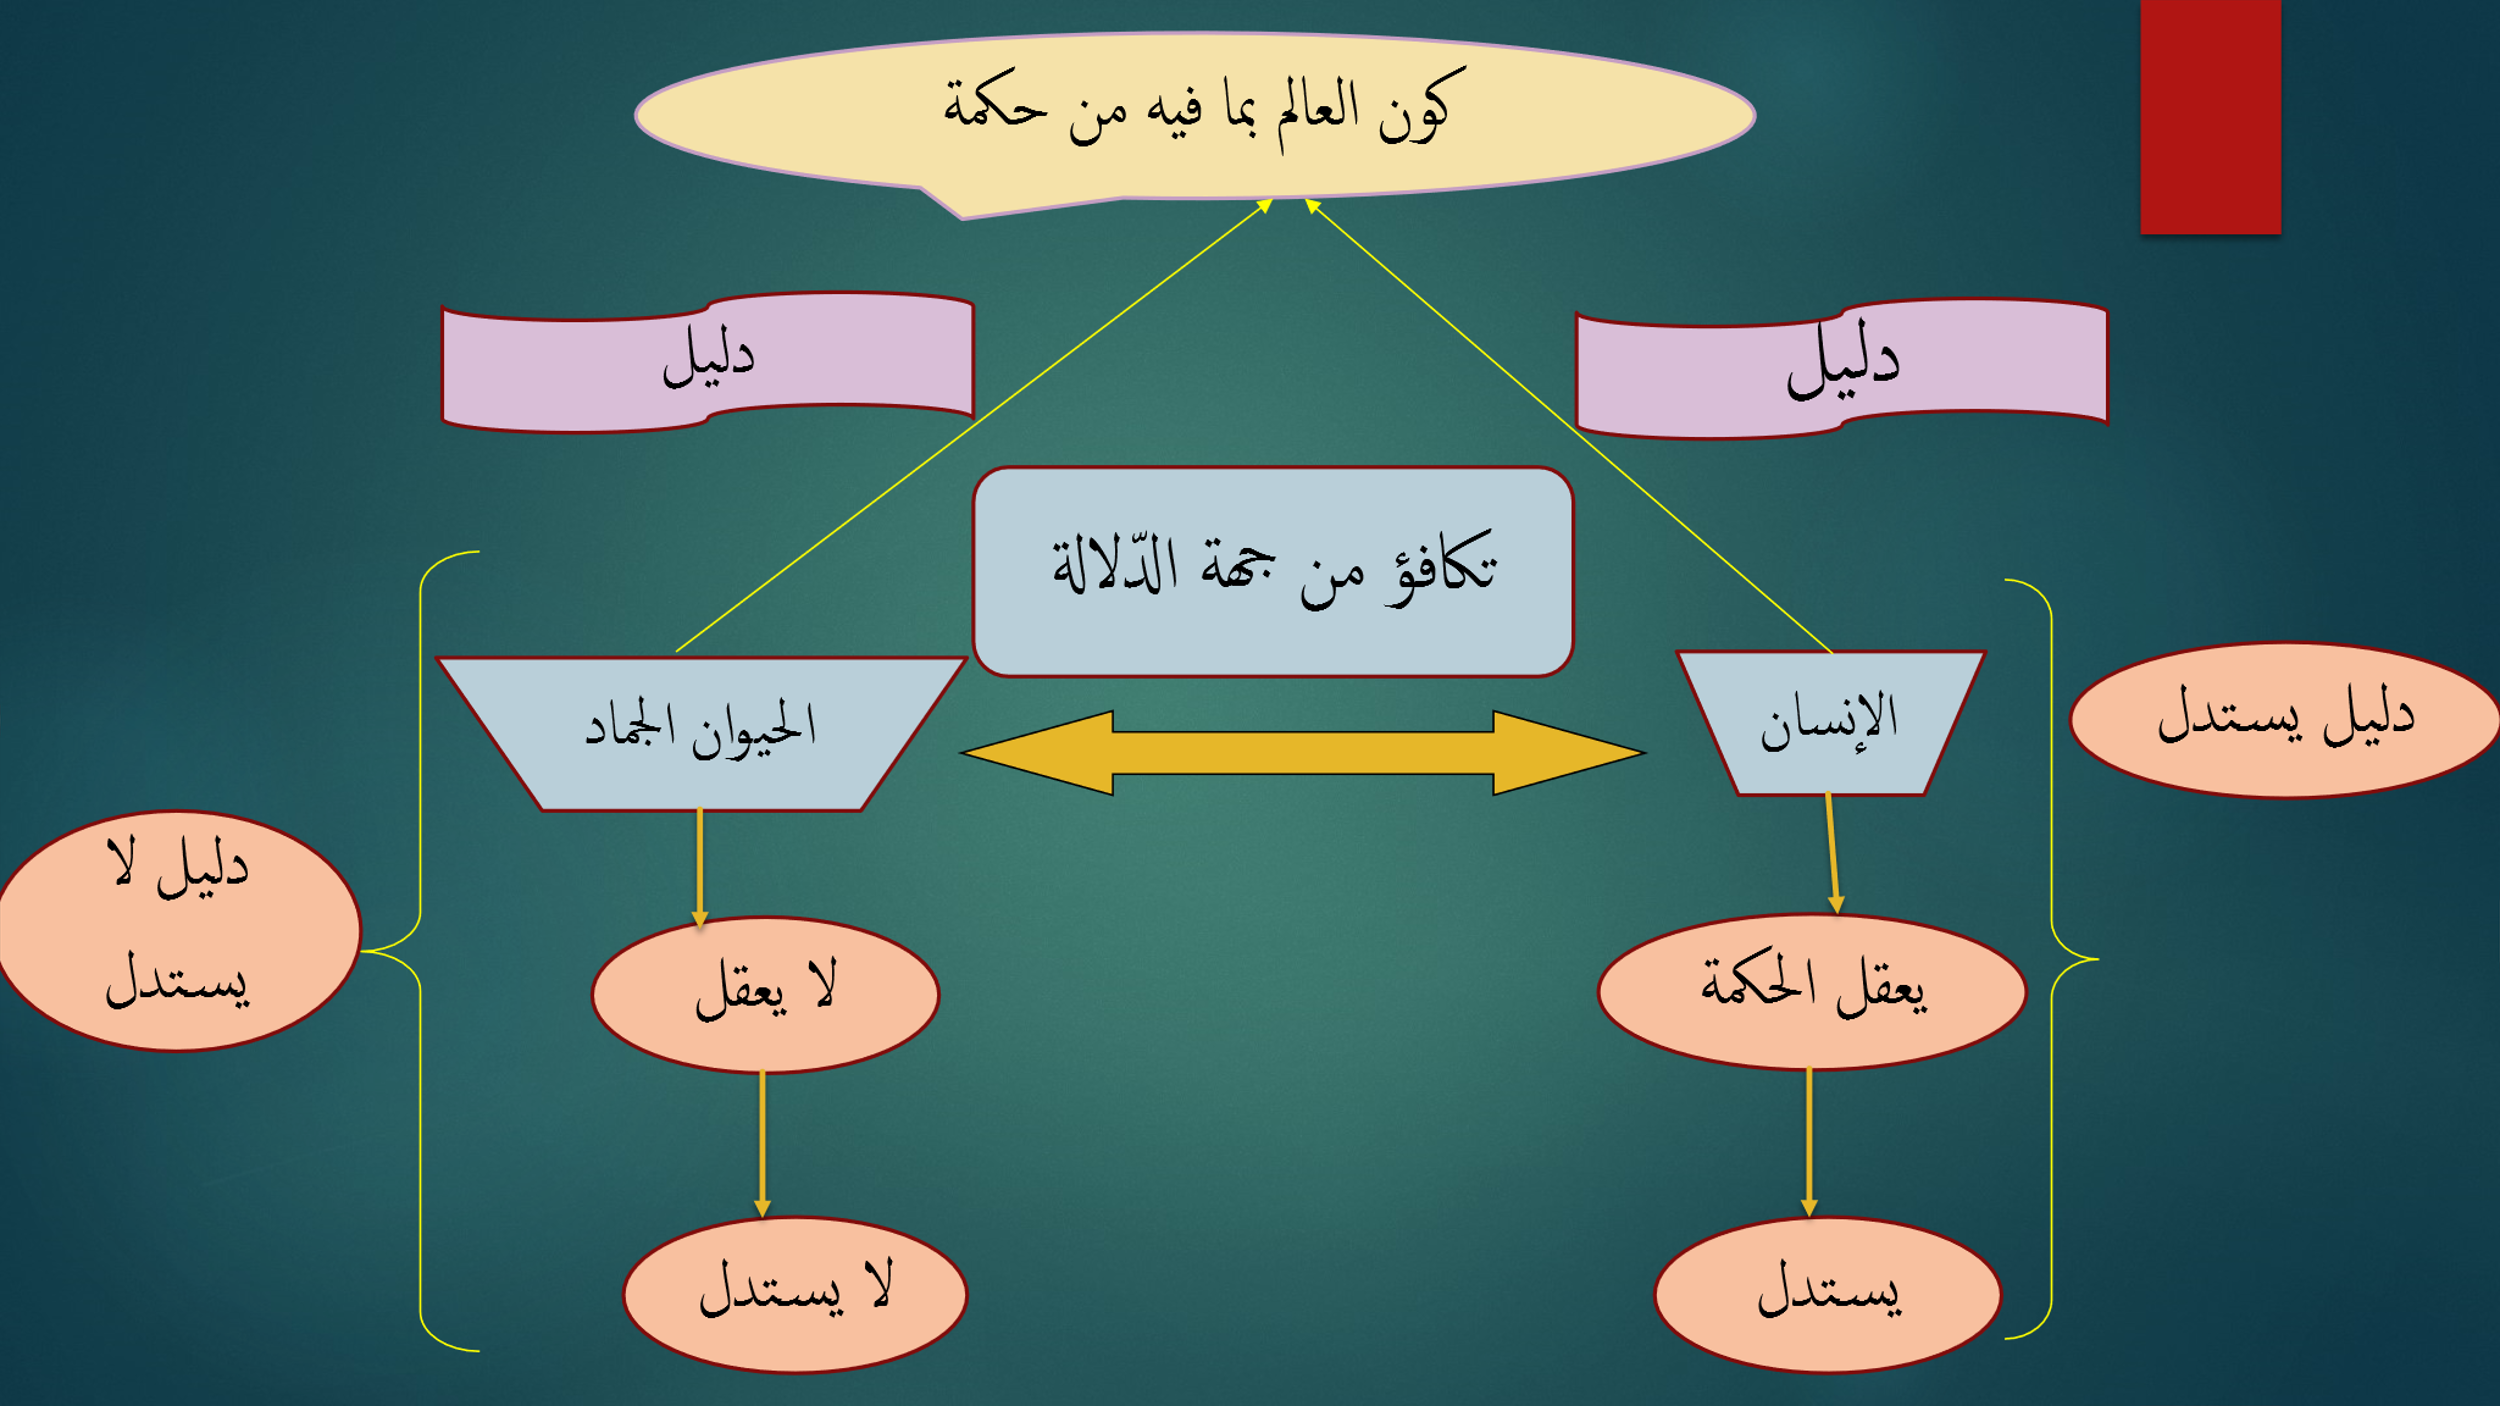 كون العالم بما فيه من حكمة
دليل
دليل
تكافؤ من جهة الدّلالة
الإنسان
الحيوان الجماد
دليل يستدل
دليل لا
يستدل
يعقل الحكمة
لا يعقل
يستدل
لا يستدل